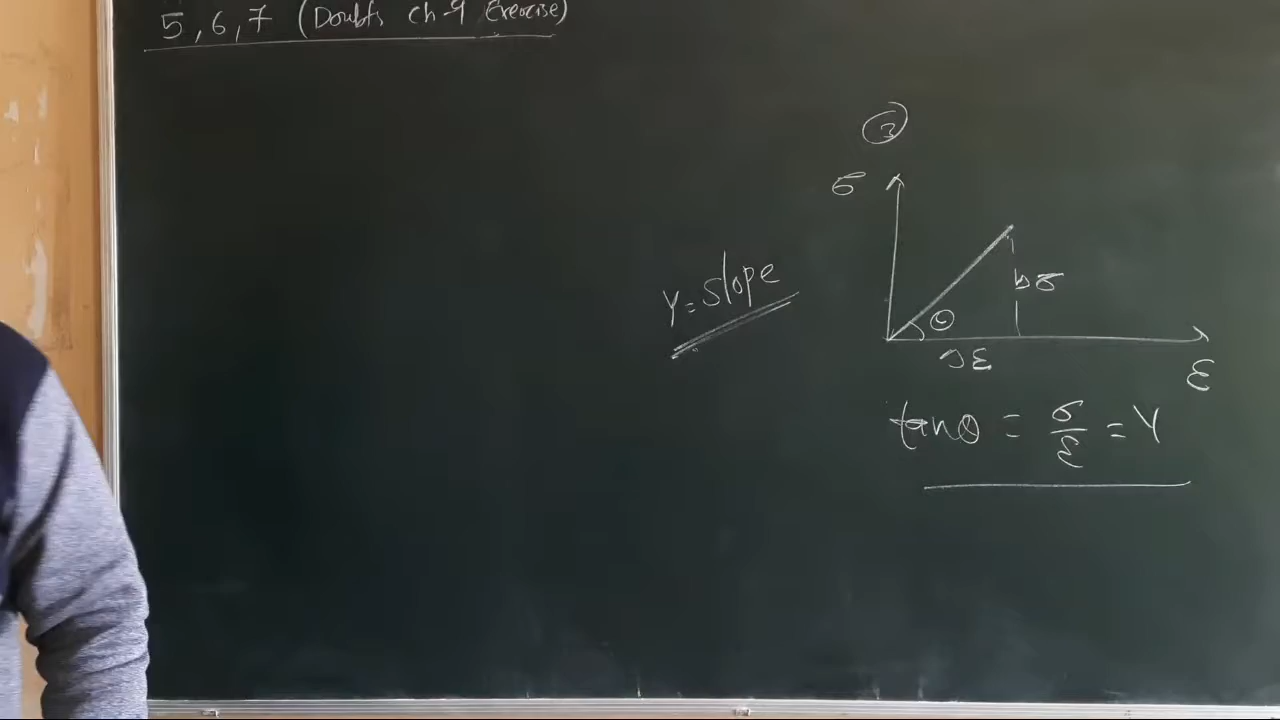 5, 6, 7 (Doubts ch-9 Exercise)
③
σ
Y = Slope
Δσ
θ
Δε
ε
tanθ = σ/ε = Y